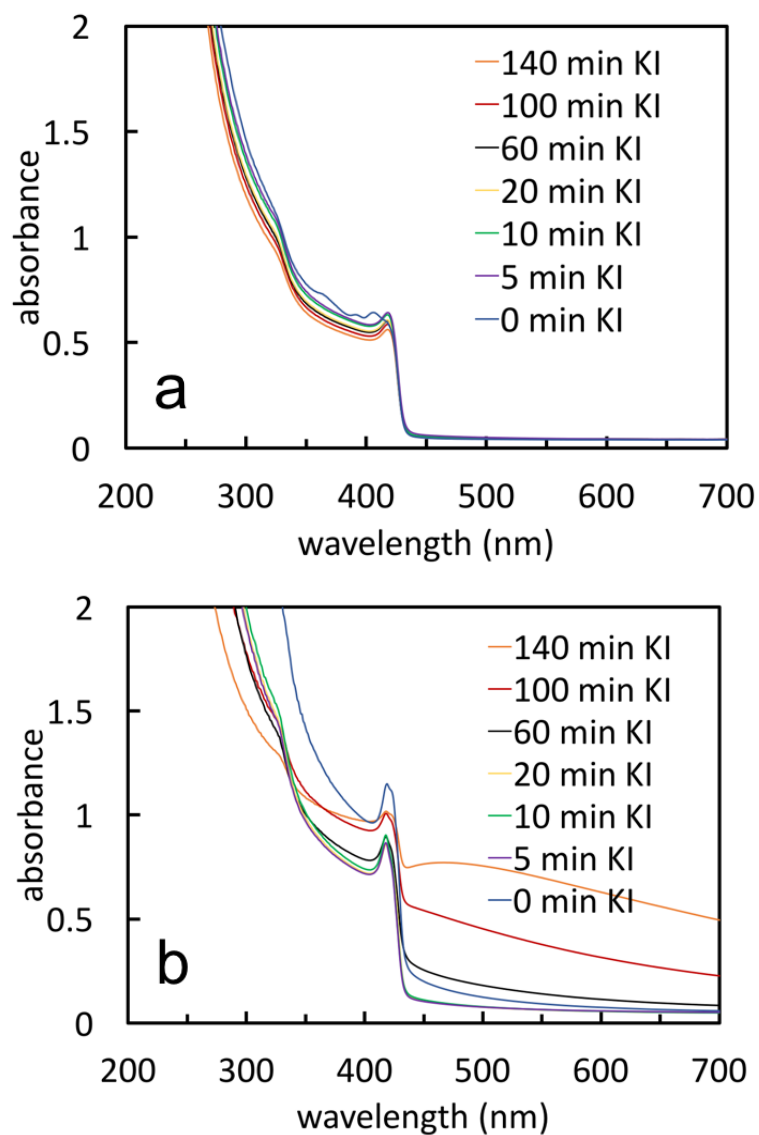 2
140 min KI
100 min KI
1.5
60 min KI
20 min KI
absorbance
1
10 min KI
5 min KI
0 min KI
0.5
a
0
200 300 400 500 600 700
wavelength (nm)
2
140 min KI
100 min KI
1.5
60 min KI
20 min KI
absorbance
1
10 min KI
5 min KI
0 min KI
0.5
b
0
200 300 400 500 600 700
wavelength (nm)